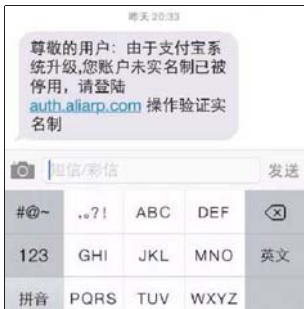 昨天 20:33
尊敬的用户：由于支付宝系
统升级,您账户未实名制已被
停用，请登陆
auth.aliarp.com 操作验证实
名制
短信/彩信 发送
#@~ .,?! ABC DEF
123 GHI JKL MNO 英文
拼音 PQRS TUV WXYZ